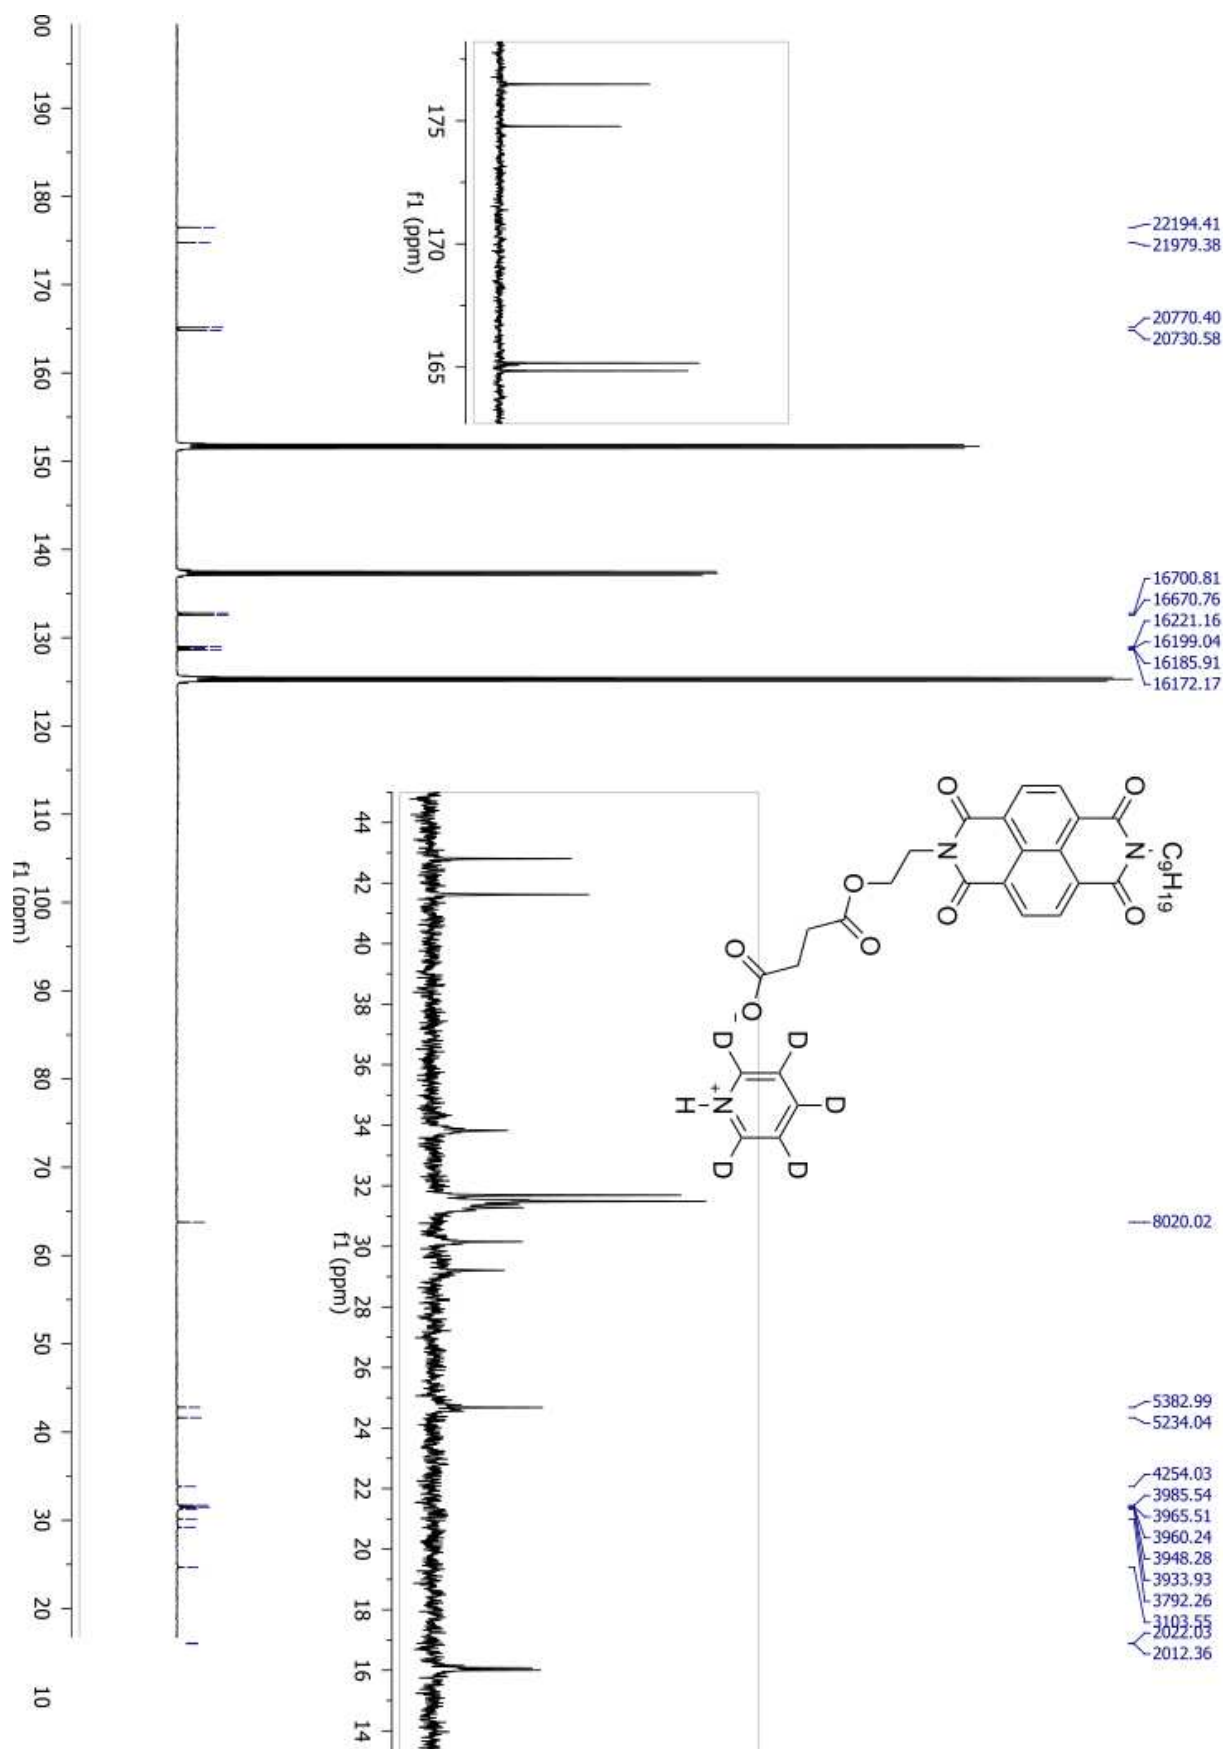 22194.41
21979.38
20770.40
20730.58
16700.81
16670.76
16221.16
16199.04
16185.91
16172.17
8020.02
5382.99
5234.04
4254.03
3985.54
3965.51
3960.24
3948.28
3933.93
3792.26
3103.55
2022.03
2012.36
C9H19
O N O
O N O
O
O
O
O-
D D
H-N+ D
D D
175 170 165
f1 (ppm)
44 42 40 38 36 34 32 30 28 26 24 22 20 18 16 14
f1 (ppm)
00 190 180 170 160 150 140 130 120 110 100 90 80 70 60 50 40 30 20 10
f1 (ppm)